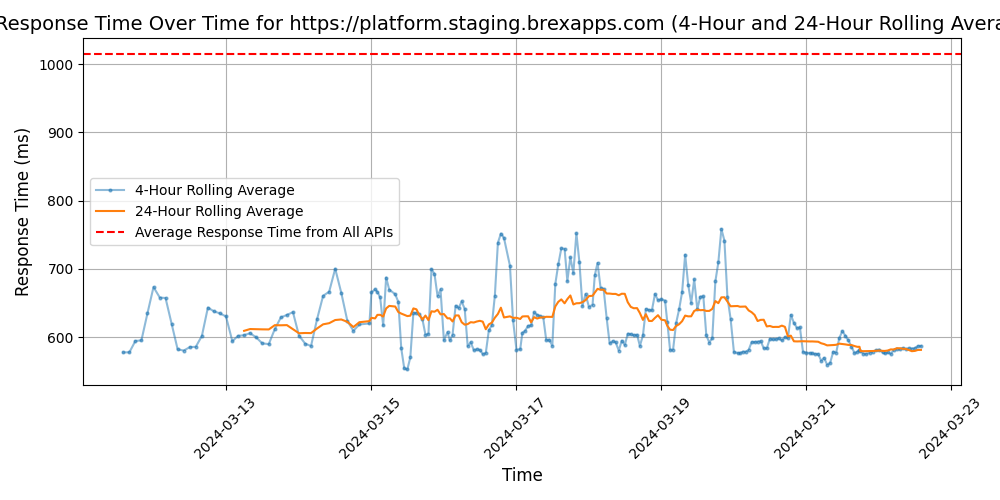 Response Time Over Time for https://platform.staging.brexapps.com (4-Hour and 24-Hour Rolling Avera
Response Time (ms)
1000
900
800
700
600
4-Hour Rolling Average
24-Hour Rolling Average
Average Response Time from All APIs
2024-03-13
2024-03-15
2024-03-17
2024-03-19
2024-03-21
2024-03-23
Time